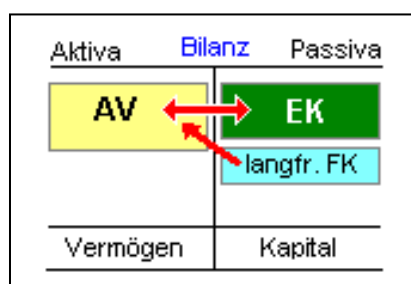 Aktiva Bilanz Passiva
AV EK
langfr. FK
Vermögen Kapital